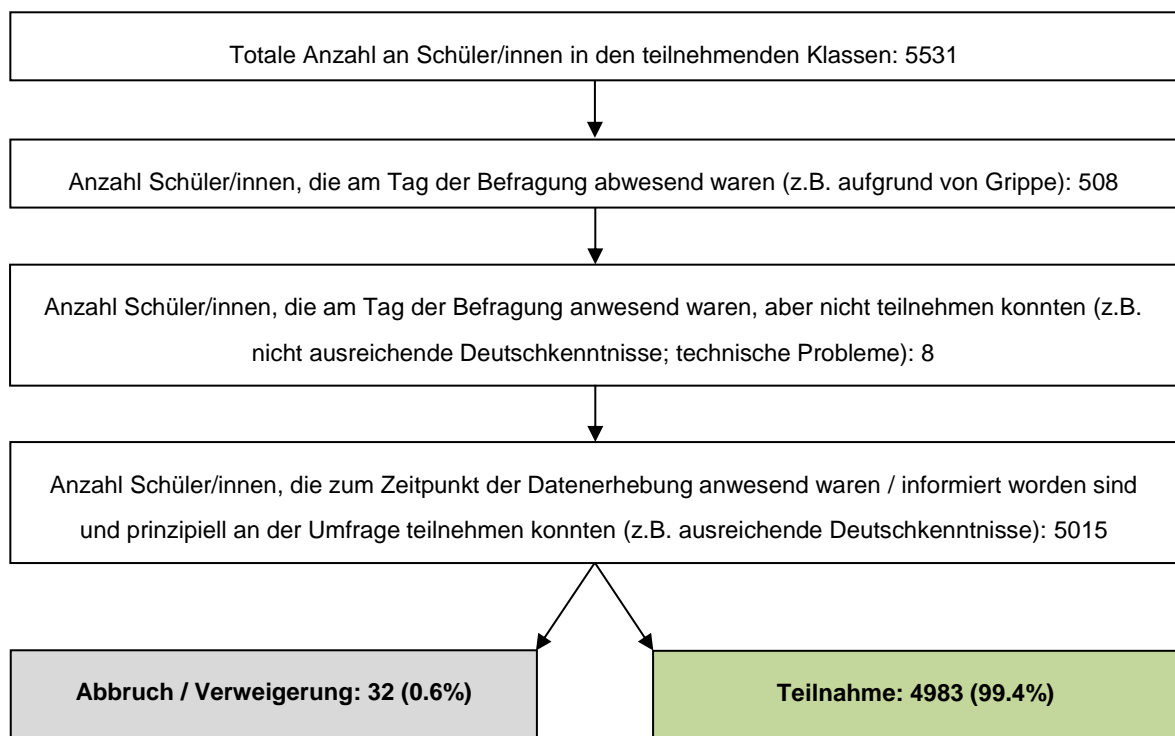 Totale Anzahl an Schüler/innen in den teilnehmenden Klassen: 5531
Anzahl Schüler/innen, die am Tag der Befragung abwesend waren (z.B. aufgrund von Grippe): 508
Anzahl Schüler/innen, die am Tag der Befragung anwesend waren, aber nicht teilnehmen konnten (z.B.
nicht ausreichende Deutschkenntnisse; technische Probleme): 8
Anzahl Schüler/innen, die zum Zeitpunkt der Datenerhebung anwesend waren / informiert worden sind
und prinzipiell an der Umfrage teilnehmen konnten (z.B. ausreichende Deutschkenntnisse): 5015
Abbruch / Verweigerung: 32 (0.6%)
Teilnahme: 4983 (99.4%)